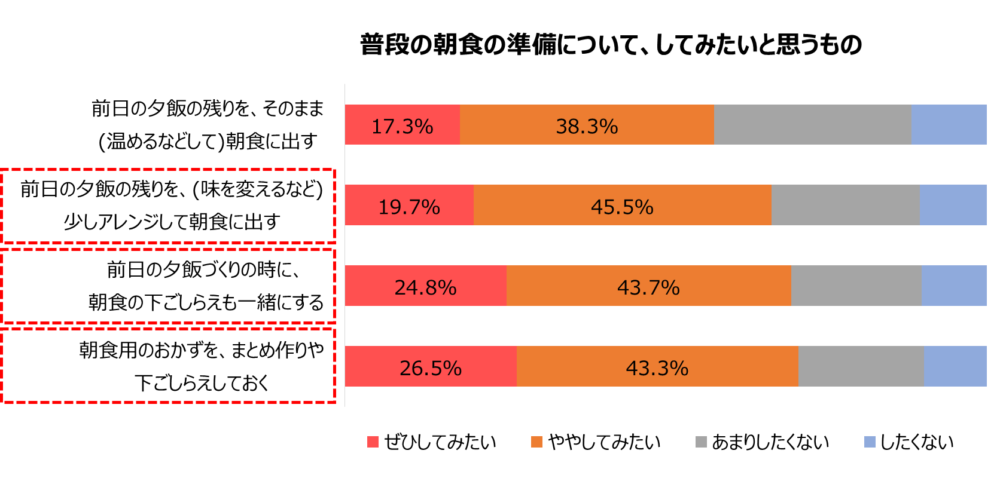 普段の朝食の準備について、してみたいと思うもの
前日の夕飯の残りを、そのまま
(温めるなどして)朝食に出す
17.3%
38.3%
前日の夕飯の残りを、(味を変えるなど)
少しアレンジして朝食に出す
19.7%
45.5%
前日の夕飯づくりの時に、
朝食の下ごしらえも一緒にする
24.8%
43.7%
朝食用のおかずを、まとめ作りや
下ごしらえしておく
26.5%
43.3%
ぜひしてみたい
ややしてみたい
あまりしたくない
したくない